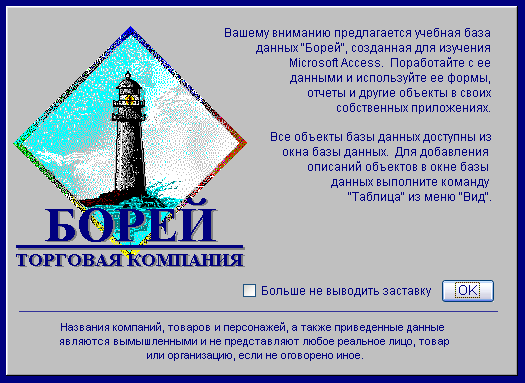 Вашему вниманию предлагается учебная база
данных "Борей", созданная для изучения
Microsoft Access. Поработайте с ее
данными и используйте ее формы,
отчеты и другие объекты в своих
собственных приложениях.
Все объекты базы данных доступны из
окна базы данных. Для добавления
описаний объектов в окне базы
данных выполните команду
"Таблица" из меню "Вид".
БОРЕЙ
ТОРГОВАЯ КОМПАНИЯ
Больше не выводить заставку
OK
Названия компаний, товаров и персонажей, а также приведенные данные
являются вымышленными и не представляют любое реальное лицо, товар
или организацию, если не оговорено иное.